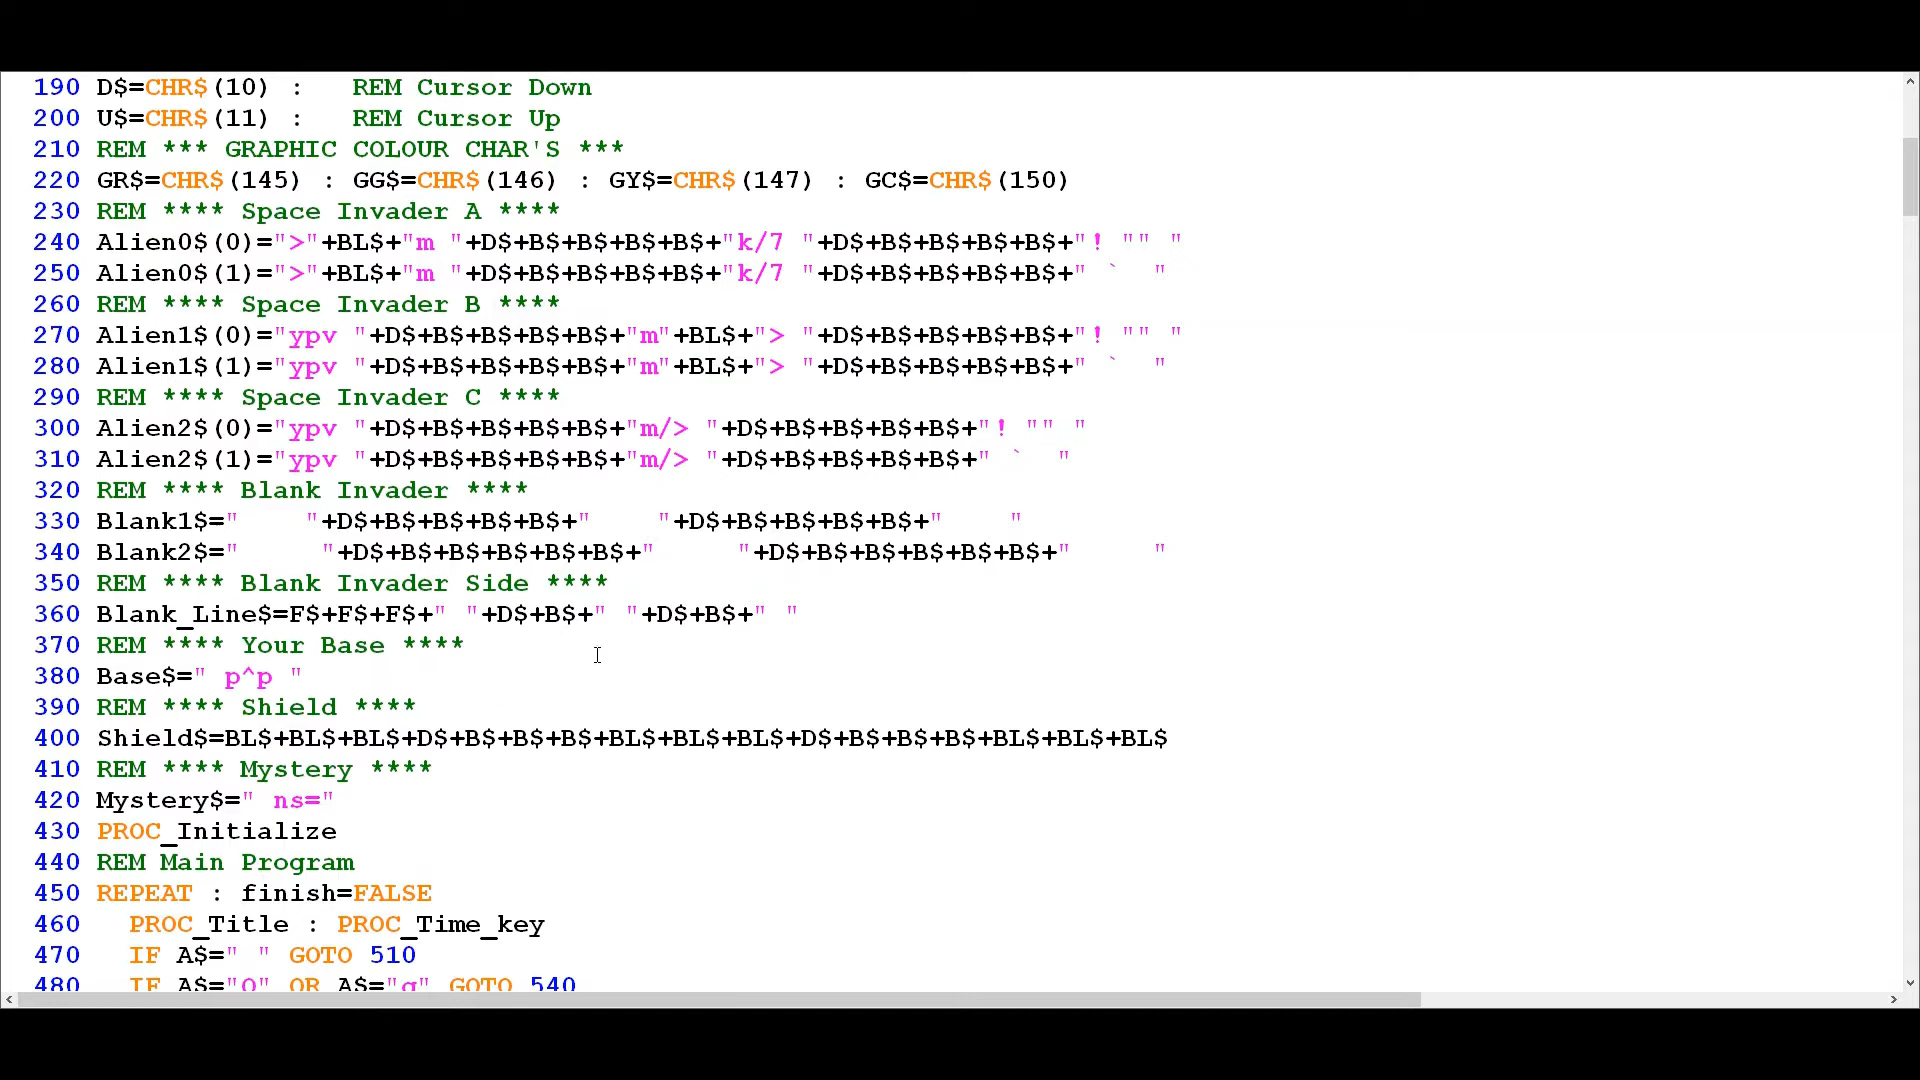 190 D$=CHR$(10) :   REM Cursor Down
200 U$=CHR$(11) :   REM Cursor Up
210 REM *** GRAPHIC COLOUR CHAR'S ***
220 GR$=CHR$(145) : GG$=CHR$(146) : GY$=CHR$(147) : GC$=CHR$(150)
230 REM **** Space Invader A ****
240 Alien0$(0)=">"+BL$+"m "+D$+B$+B$+B$+B$+"k/7 "+D$+B$+B$+B$+B$+"! "" "
250 Alien0$(1)=">"+BL$+"m "+D$+B$+B$+B$+B$+"k/7 "+D$+B$+B$+B$+B$+" `  "
260 REM **** Space Invader B ****
270 Alien1$(0)="ypv "+D$+B$+B$+B$+B$+"m"+BL$+"> "+D$+B$+B$+B$+B$+"! "" "
280 Alien1$(1)="ypv "+D$+B$+B$+B$+B$+"m"+BL$+"> "+D$+B$+B$+B$+B$+" `  "
290 REM **** Space Invader C ****
300 Alien2$(0)="ypv "+D$+B$+B$+B$+B$+"m/> "+D$+B$+B$+B$+B$+"! "" "
310 Alien2$(1)="ypv "+D$+B$+B$+B$+B$+"m/> "+D$+B$+B$+B$+B$+" `  "
320 REM **** Blank Invader ****
330 Blank1$="    "+D$+B$+B$+B$+B$+"    "+D$+B$+B$+B$+B$+"    "
340 Blank2$="     "+D$+B$+B$+B$+B$+B$+"     "+D$+B$+B$+B$+B$+B$+"     "
350 REM **** Blank Invader Side ****
360 Blank_Line$=F$+F$+F$+" "+D$+B$+" "+D$+B$+" "
370 REM **** Your Base ****
380 Base$=" p^p "
390 REM **** Shield ****
400 Shield$=BL$+BL$+BL$+D$+B$+B$+B$+BL$+BL$+BL$+D$+B$+B$+B$+BL$+BL$+BL$
410 REM **** Mystery ****
420 Mystery$=" ns="
430 PROC_Initialize
440 REM Main Program
450 REPEAT : finish=FALSE
460   PROC_Title : PROC_Time_key
470   IF A$=" " GOTO 510
480   IF A$="Q" OR A$="q" GOTO 540